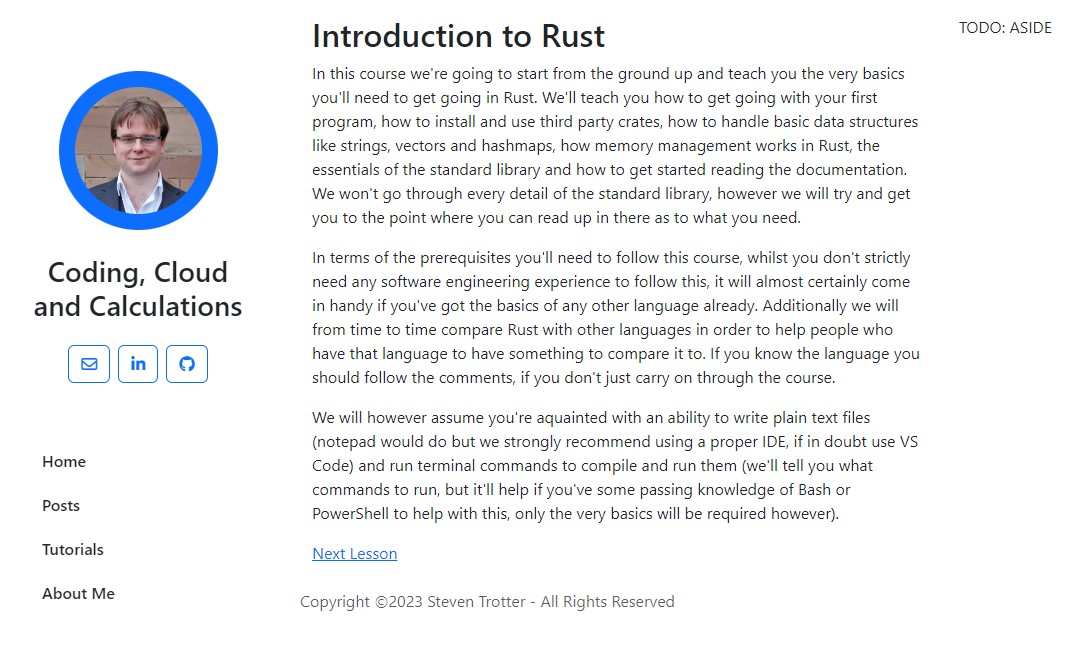 Coding, Cloud
and Calculations
in
Home
Posts
Tutorials
About Me
Introduction to Rust
In this course we're going to start from the ground up and teach you the very basics
you'll need to get going in Rust. We'll teach you how to get going with your first
program, how to install and use third party crates, how to handle basic data structures
like strings, vectors and hashmaps, how memory management works in Rust, the
essentials of the standard library and how to get started reading the documentation.
We won't go through every detail of the standard library, however we will try and get
you to the point where you can read up in there as to what you need.
In terms of the prerequisites you'll need to follow this course, whilst you don't strictly
need any software engineering experience to follow this, it will almost certainly come
in handy if you've got the basics of any other language already. Additionally we will
from time to time compare Rust with other languages in order to help people who
have that language to have something to compare it to. If you know the language you
should follow the comments, if you don't just carry on through the course.
We will however assume you're aquainted with an ability to write plain text files
(notepad would do but we strongly recommend using a proper IDE, if in doubt use VS
Code) and run terminal commands to compile and run them (we'll tell you what
commands to run, but it'll help if you've some passing knowledge of Bash or
PowerShell to help with this, only the very basics will be required however).
Next Lesson
Copyright ©2023 Steven Trotter - All Rights Reserved
TODO: ASIDE